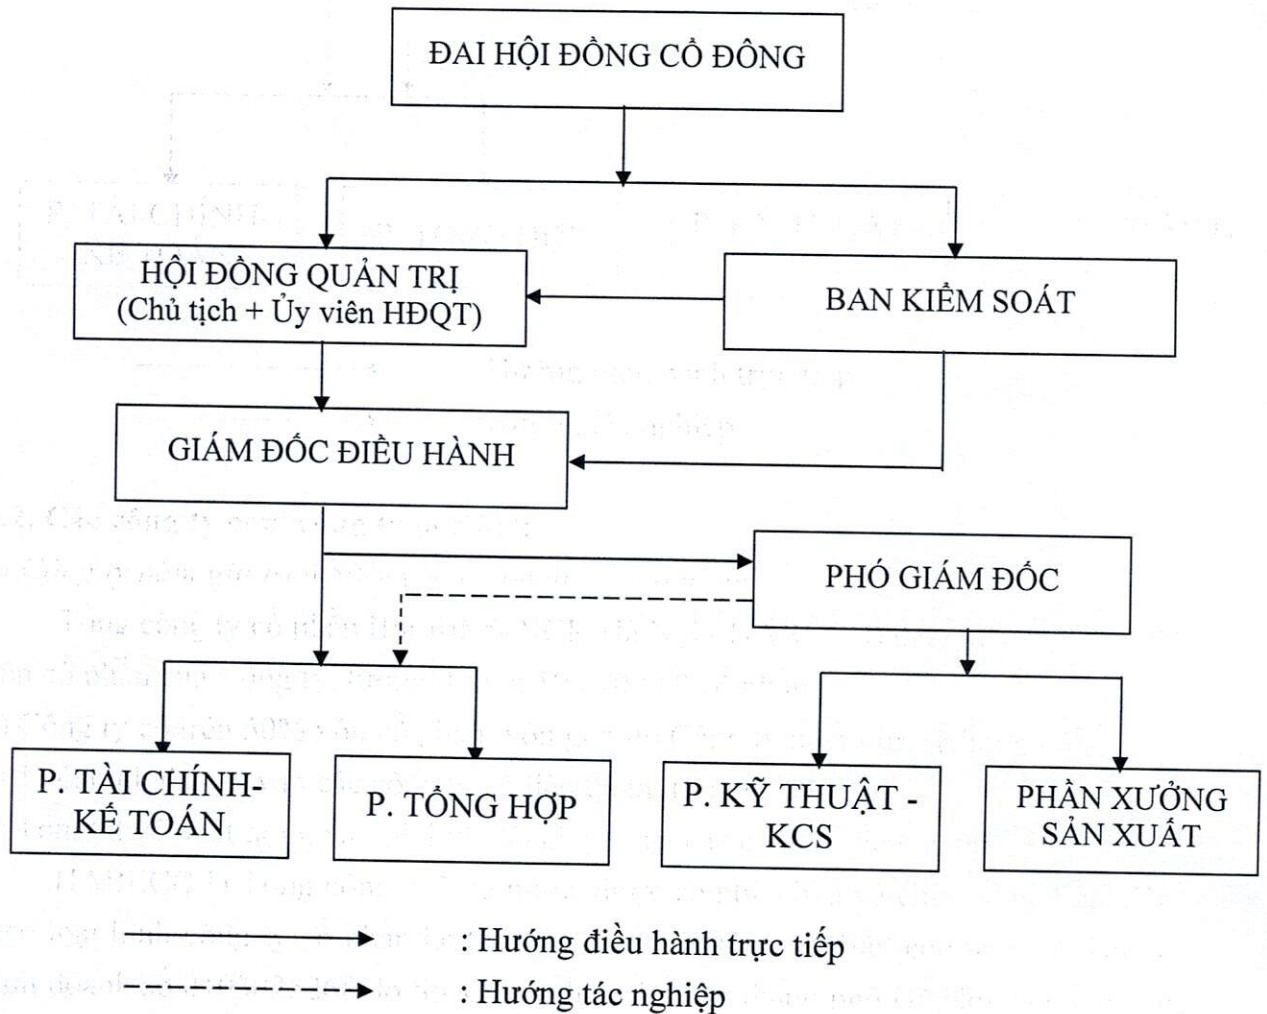 ĐAI HỘI ĐỒNG CỔ ĐÔNG
HỘI ĐỒNG QUẢN TRỊ
(Chủ tịch + Ủy viên HĐQT)
BAN KIỂM SOÁT
GIÁM ĐỐC ĐIỀU HÀNH
PHÓ GIÁM ĐỐC
P. TÀI CHÍNH-
KẾ TOÁN
P. TỔNG HỢP
P. KỸ THUẬT -
KCS
PHẦN XƯỞNG
SẢN XUẤT
: Hướng điều hành trực tiếp
: Hướng tác nghiệp